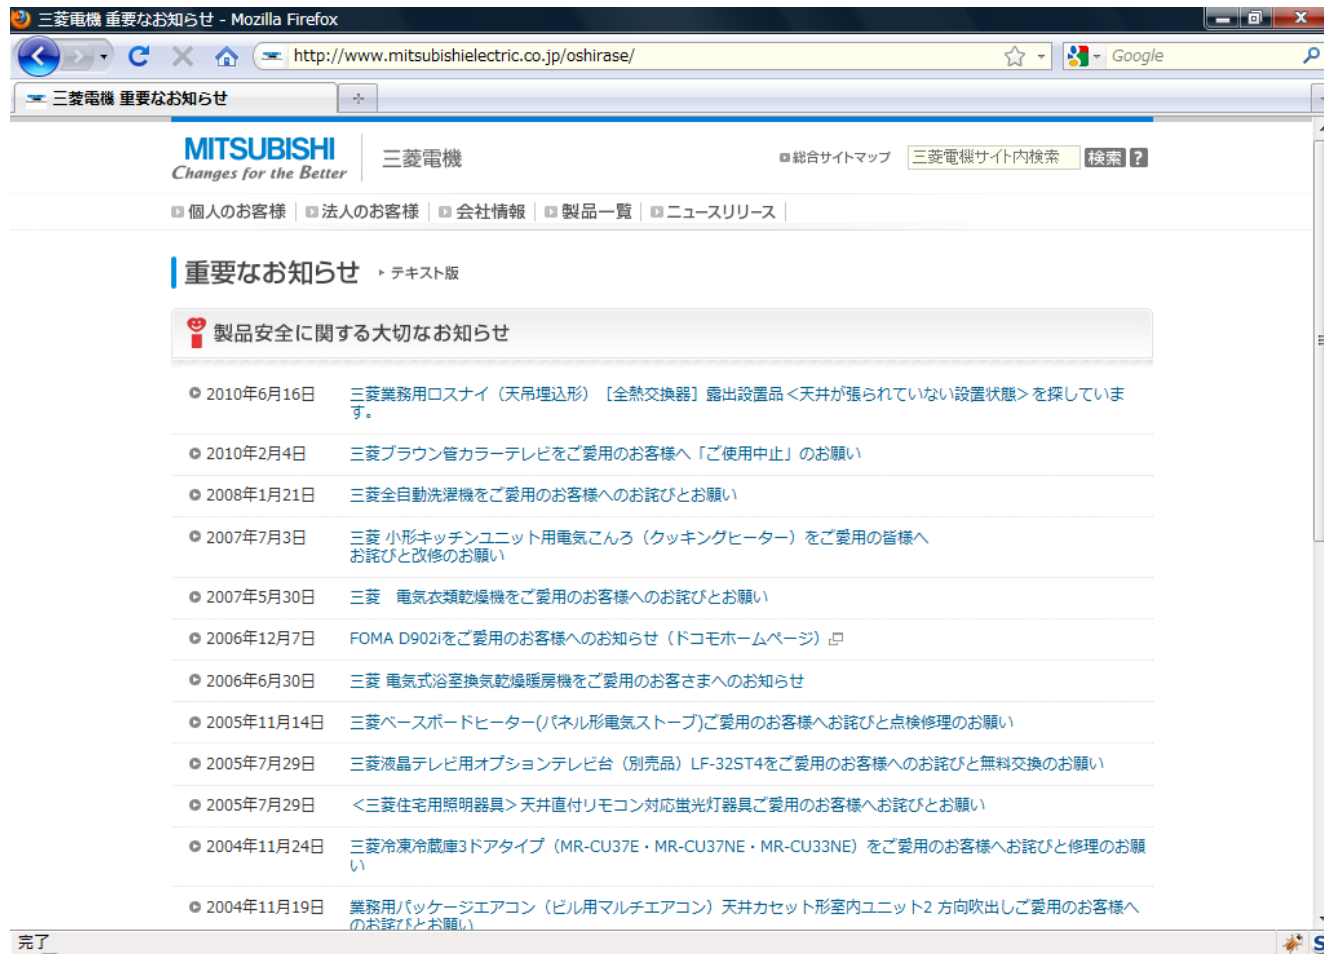 三菱電機 重要なお知らせ - Mozilla Firefox
http://www.mitsubishielectric.co.jp/oshirase/
Google
三菱電機 重要なお知らせ
MITSUBISHI
Changes for the Better
三菱電機
総合サイトマップ
三菱電機サイト内検索
検索
?
個人のお客様
法人のお客様
会社情報
製品一覧
ニュースリリース
重要なお知らせ
テキスト版
製品安全に関する大切なお知らせ
2010年6月16日 三菱業務用ロスナイ（天吊埋込形）［全熱交換器］露出設置品＜天井が張られていない設置状態＞を探していま
す。
2010年2月4日 三菱ブラウン管カラーテレビをご愛用のお客様へ「ご使用中止」のお願い
2008年1月21日 三菱全自動洗濯機をご愛用のお客様へのお詫びとお願い
2007年7月3日 三菱 小形キッチンユニット用電気こんろ（クッキングヒーター）をご愛用の皆様へ
お詫びと改修のお願い
2007年5月30日 三菱　電気衣類乾燥機をご愛用のお客様へのお詫びとお願い
2006年12月7日 FOMA D902iをご愛用のお客様へのお知らせ（ドコモホームページ）
2006年6月30日 三菱 電気式浴室換気乾燥暖房機をご愛用のお客さまへのお知らせ
2005年11月14日 三菱ベースボードヒーター(パネル形電気ストーブ)ご愛用のお客様へお詫びと点検修理のお願い
2005年7月29日 三菱液晶テレビ用オプションテレビ台（別売品）LF-32ST4をご愛用のお客様へのお詫びと無料交換のお願い
2005年7月29日 ＜三菱住宅用照明器具＞天井直付リモコン対応蛍光灯器具ご愛用のお客様へお詫びとお願い
2004年11月24日 三菱冷凍冷蔵庫3ドアタイプ（MR-CU37E・MR-CU37NE・MR-CU33NE）をご愛用のお客様へお詫びと修理のお願
い
2004年11月19日 業務用パッケージエアコン（ビル用マルチエアコン）天井カセット形室内ユニット2 方向吹出しご愛用のお客様へ
のお詫びとお願い
完了
S